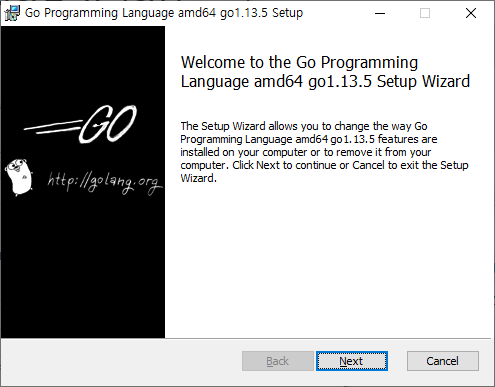 Go Programming Language amd64 go1.13.5 Setup
GO
http://golang.org
Welcome to the Go Programming
Language amd64 go1.13.5 Setup Wizard
The Setup Wizard allows you to change the way Go
Programming Language amd64 go1.13.5 features are
installed on your computer or to remove it from your
computer. Click Next to continue or Cancel to exit the Setup
Wizard.
Back Next Cancel